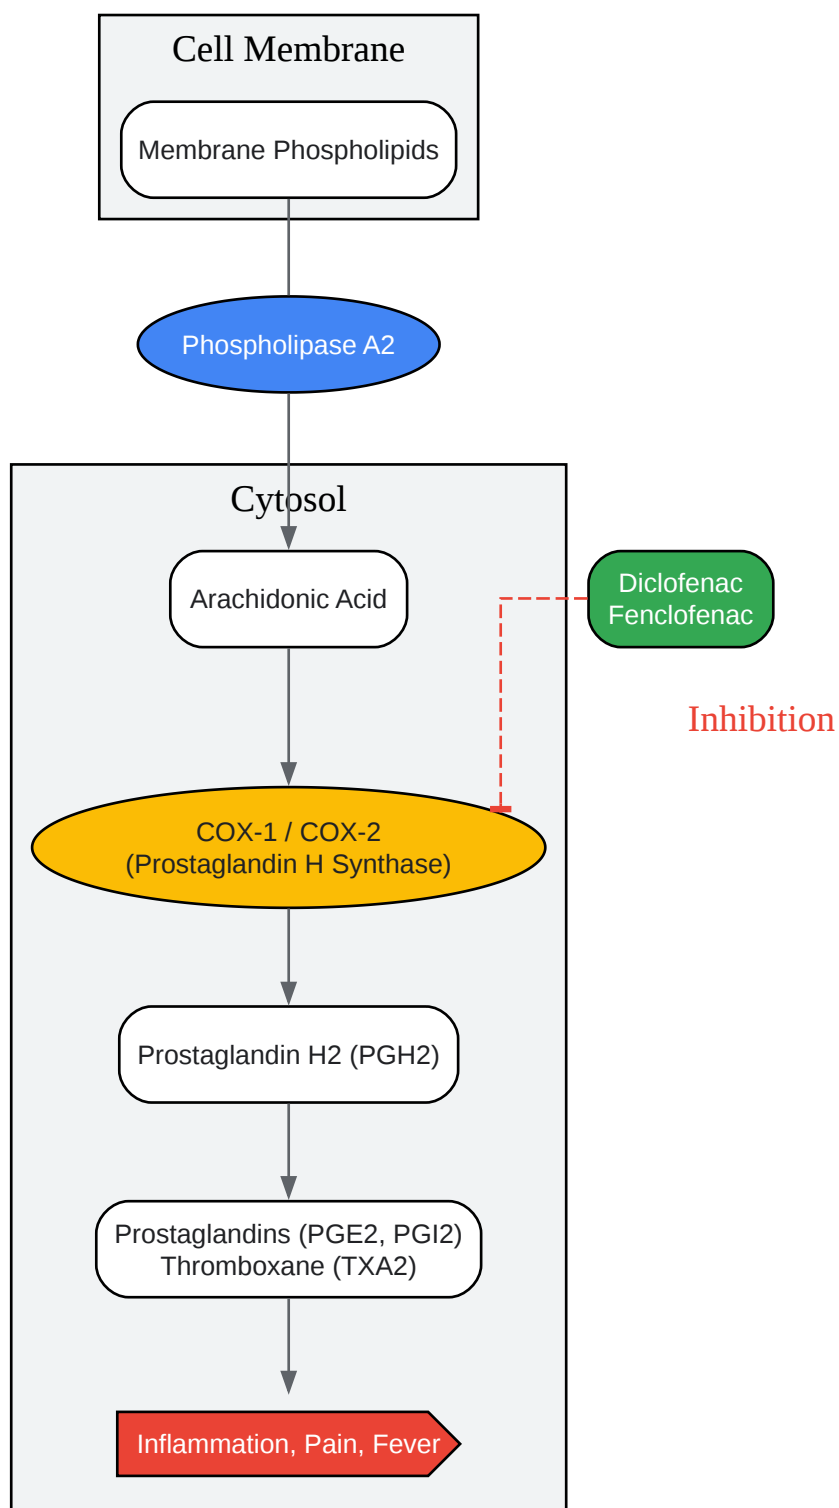 Cell Membrane
Membrane Phospholipids
Phospholipase A2
Cytosol
Arachidonic Acid
Diclofenac
Fenclofenac
Inhibition
COX-1 / COX-2
(Prostaglandin H Synthase)
Prostaglandin H2 (PGH2)
Prostaglandins (PGE2, PGI2)
Thromboxane (TXA2)
Inflammation, Pain, Fever